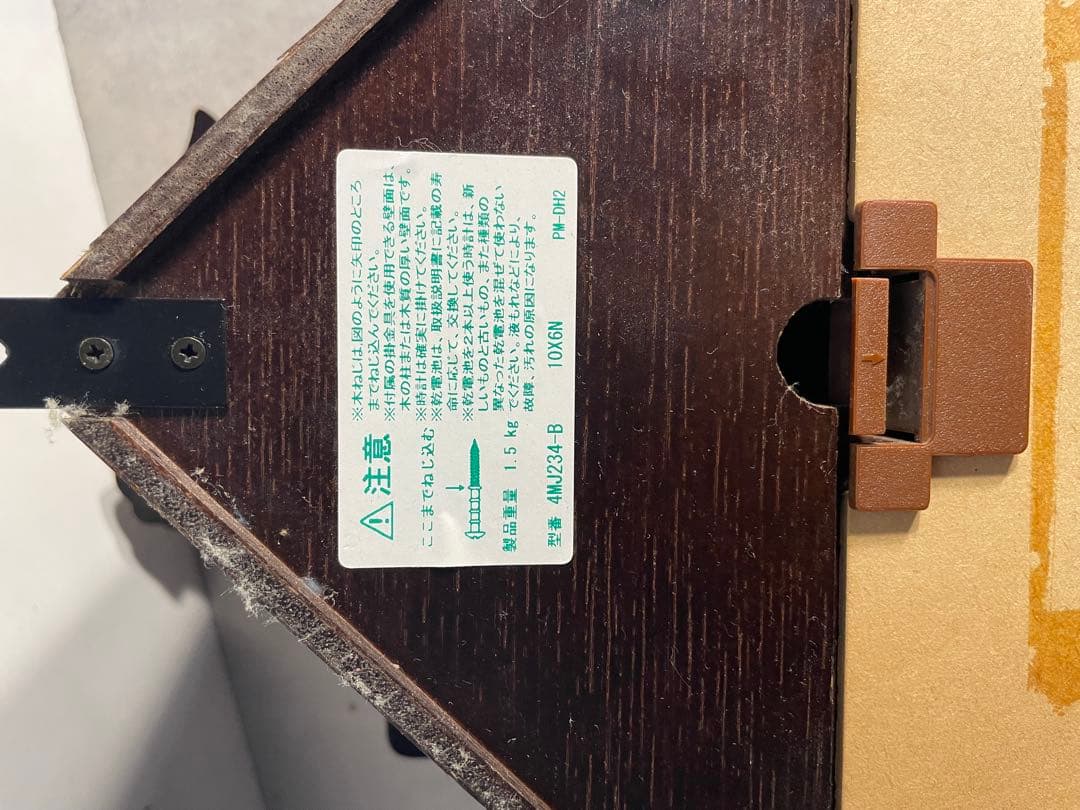 ⚠注意
ここまでねじ込む
※木ねじは図のように矢印のところ
までねじ込んでください。
※付属の掛金具を使用できる壁面は、
木の柱または木質の厚い壁面です。
※時計は確実に掛けてください。
※乾電池は、取扱説明書に記載の寿
命に応じて、交換してください。
※乾電池を2本以上使う時計は、新
しいものと古いもの、また種類の
異なった乾電池を混ぜて使わない
でください。液もれなどにより、
故障、汚れの原因になります。
製品重量 1.5kg
型番 4MJ234-B 10X6N PM-DH2